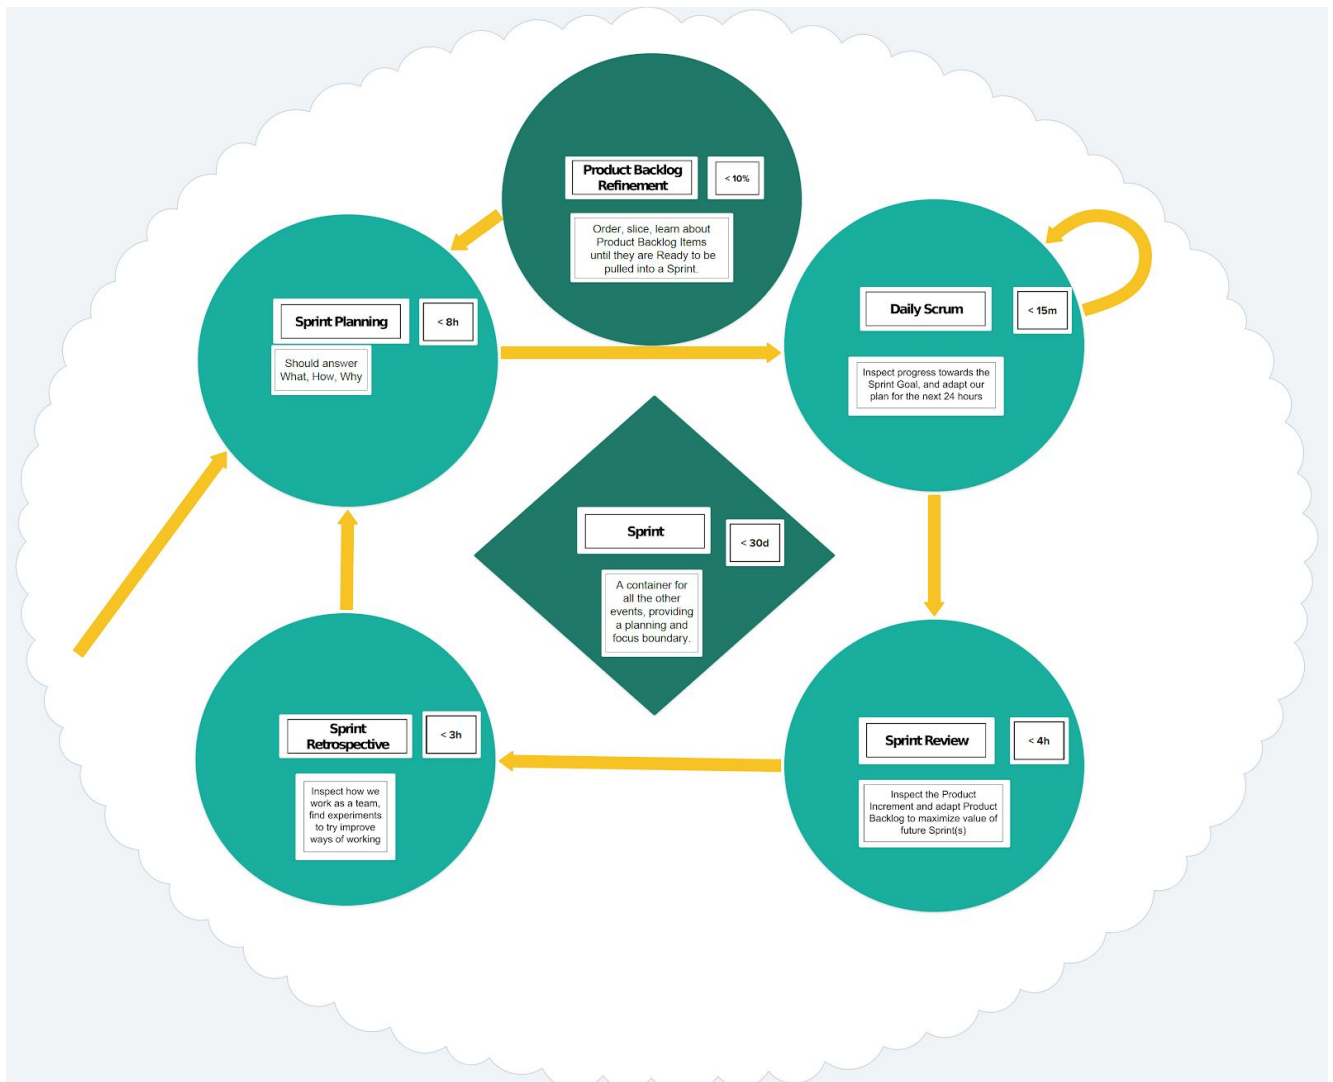 Product Backlog
Refinement
< 10%
Order, slice, learn about
Product Backlog Items
until they are Ready to be
pulled into a Sprint.
Sprint Planning
< 8h
Should answer
What, How, Why
Daily Scrum
< 15m
Inspect progress towards the
Sprint Goal, and adapt our
plan for the next 24 hours
Sprint
< 30d
A container for
all the other
events, providing
a planning and
focus boundary.
Sprint
Retrospective
< 3h
Inspect how we
work as a team,
find experiments
to try improve
ways of working
Sprint Review
< 4h
Inspect the Product
Increment and adapt Product
Backlog to maximize value of
future Sprint(s)